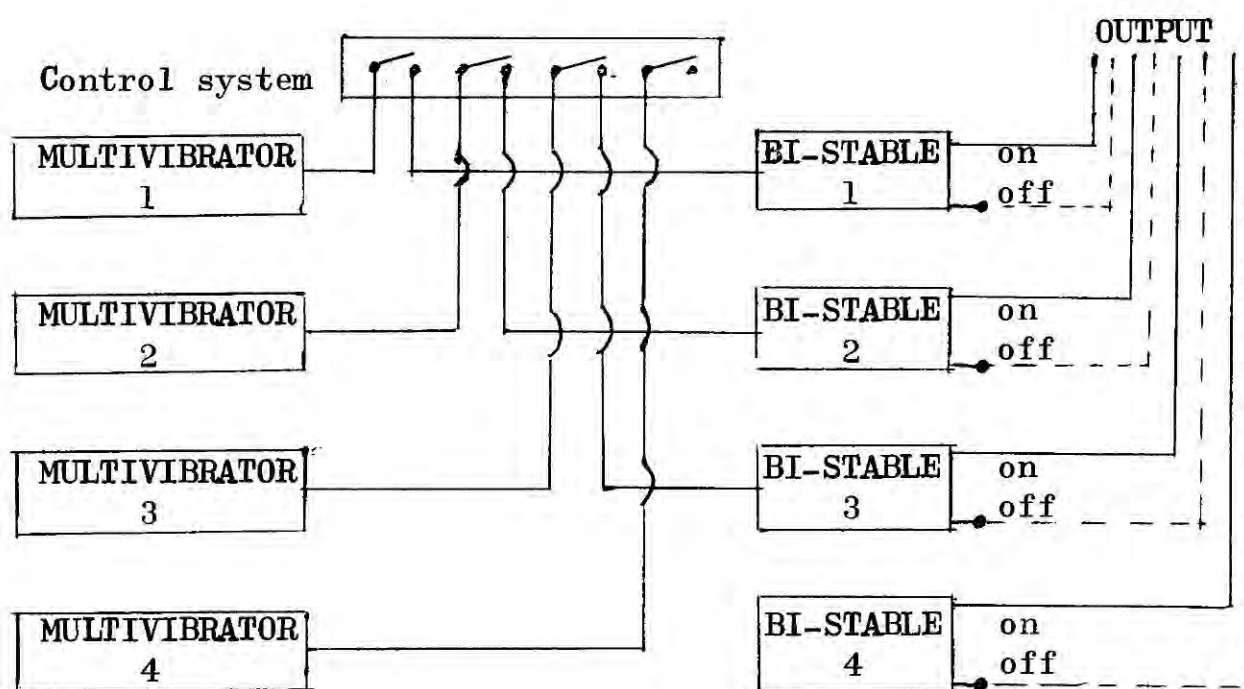 OUTPUT
Control system
MULTIVIBRATOR
1
BI-STABLE
1
on
off
MULTIVIBRATOR
2
BI-STABLE
2
on
off
MULTIVIBRATOR
3
BI-STABLE
3
on
off
MULTIVIBRATOR
4
BI-STABLE
4
on
off